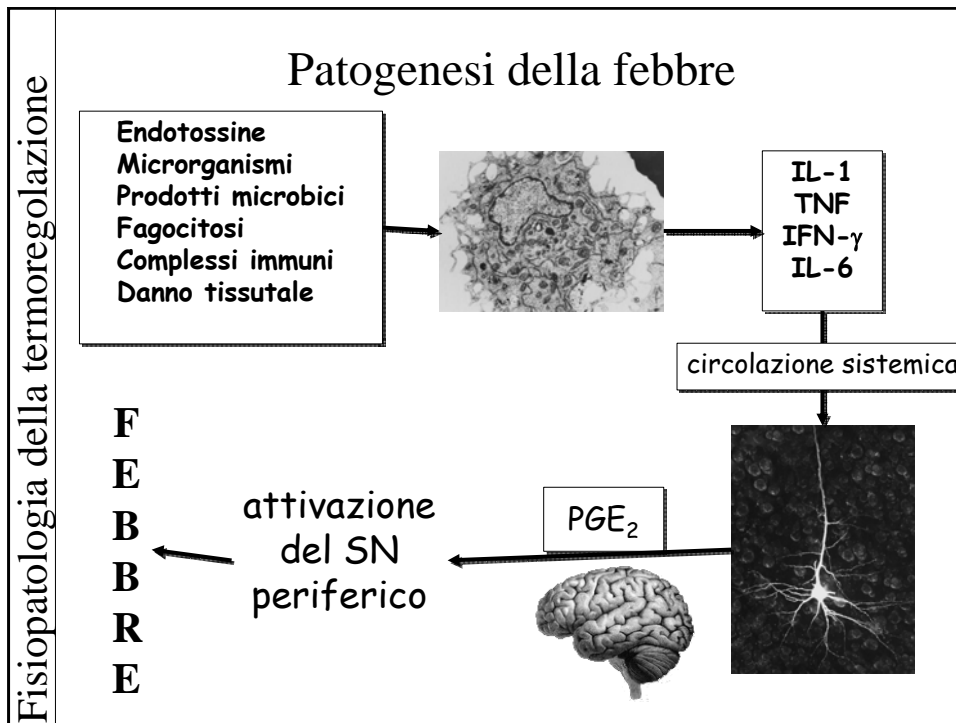 Fisiopatologia della termoregolazione
Patogenesi della febbre
Endotossine
Microrganismi
Prodotti microbici
Fagocitosi
Complessi immuni
Danno tissutale
IL-1
TNF
IFN-γ
IL-6
circolazione sistemica
PGE₂
attivazione
del SN
periferico
F
E
B
B
R
E